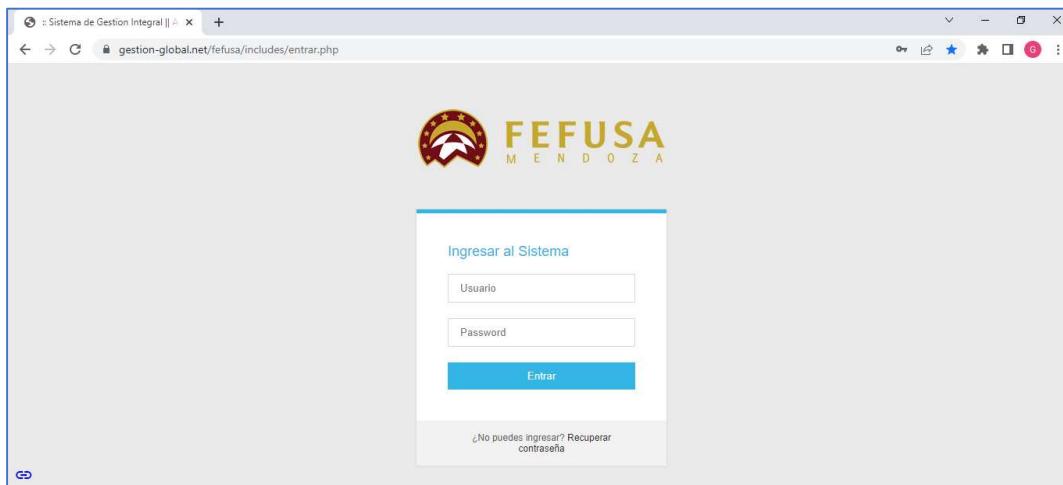 :: Sistema de Gestion Integral || A
gestion-global.net/fefusa/includes/entrar.php
G
FEFUSA
MENDOZA
Ingresar al Sistema
Usuario
Password
Entrar
¿No puedes ingresar? Recuperar
contraseña